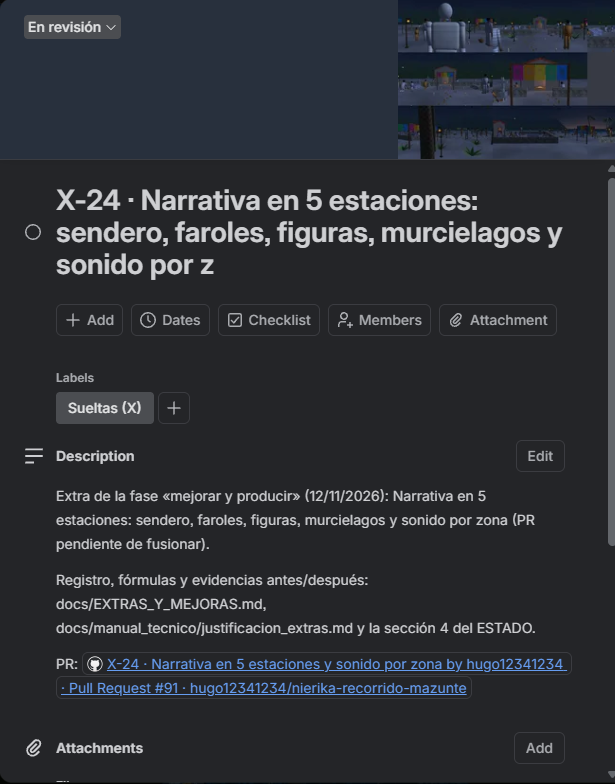 En revisión
X-24 · Narrativa en 5 estaciones:
sendero, faroles, figuras, murcielagos y
sonido por z
Add
Dates
Checklist
Members
Attachment
Labels
Sueltas (X)
Description
Edit
Extra de la fase «mejorar y producir» (12/11/2026): Narrativa en 5
estaciones: sendero, faroles, figuras, murcielagos y sonido por zona (PR
pendiente de fusionar).
Registro, fórmulas y evidencias antes/después:
docs/EXTRAS_Y_MEJORAS.md,
docs/manual_tecnico/justificacion_extras.md y la sección 4 del ESTADO.
PR: X-24 · Narrativa en 5 estaciones y sonido por zona by hugo12341234
· Pull Request #91 · hugo12341234/nierika-recorrido-mazunte
Attachments
Add